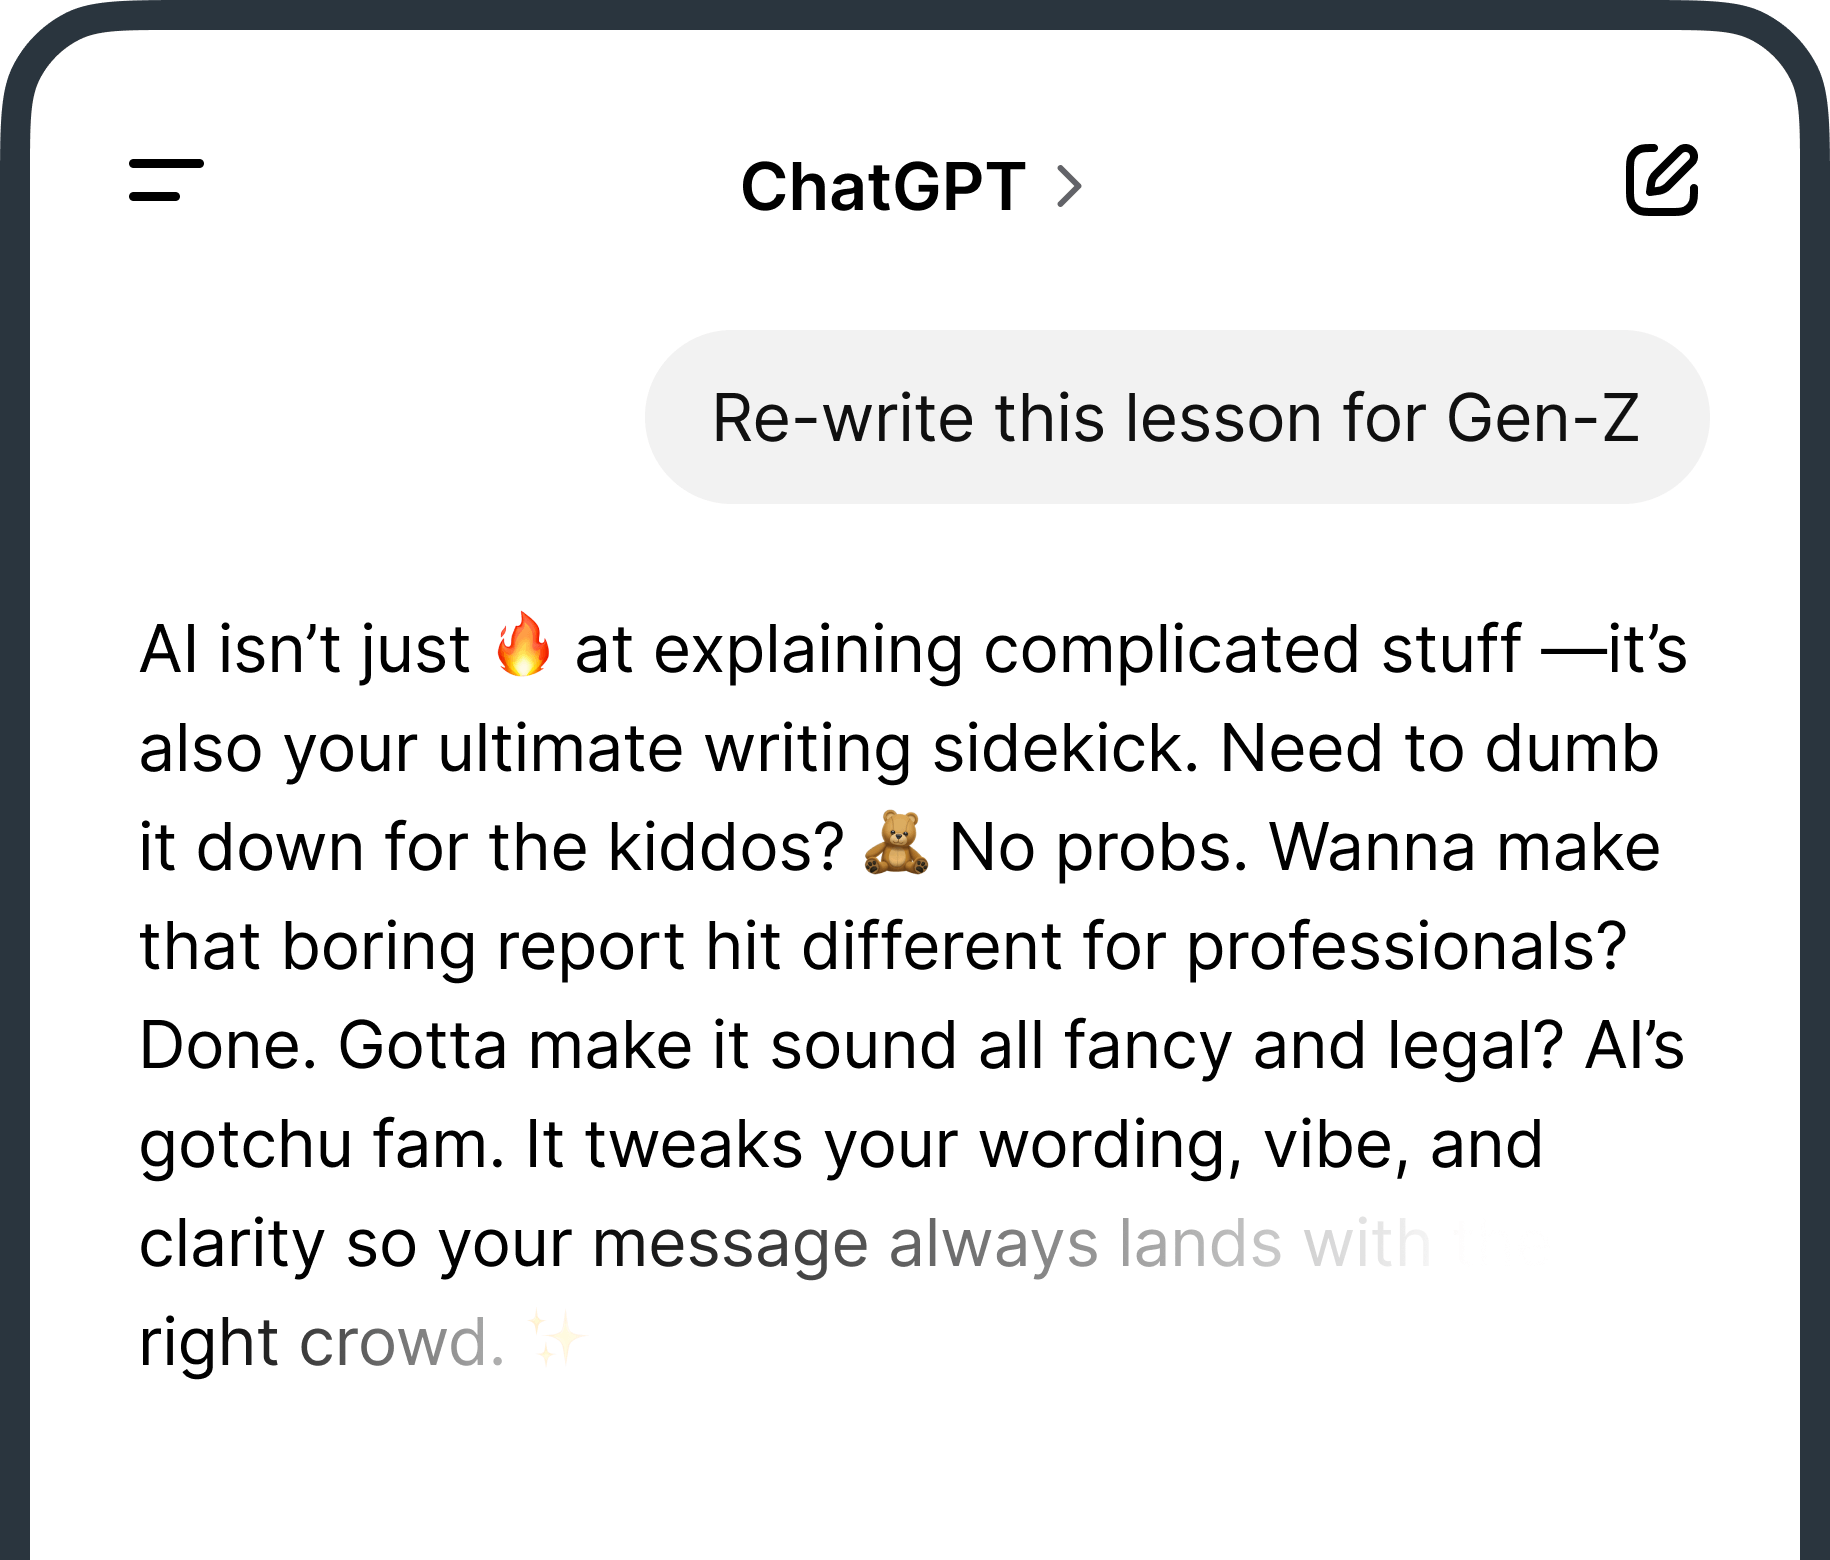 ChatGPT
Re-write this lesson for Gen-Z
AI isn’t just 🔥 at explaining complicated stuff —it’s
also your ultimate writing sidekick. Need to dumb
it down for the kiddos? 🧸 No probs. Wanna make
that boring report hit different for professionals?
Done. Gotta make it sound all fancy and legal? AI’s
gotchu fam. It tweaks your wording, vibe, and
clarity so your message always lands with
right crowd. ✨